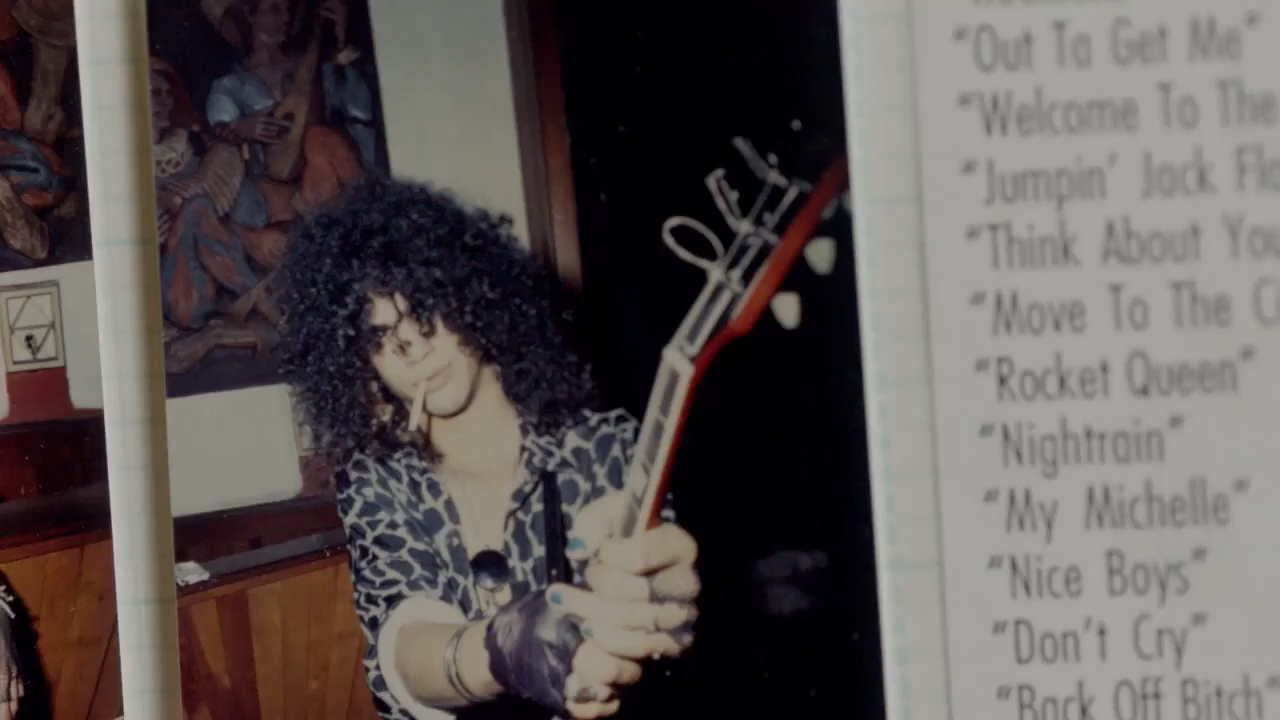 "Out To Get Me"
"Welcome To The
"Jumpin' Jack Fla
"Think About You
"Move To The C
"Rocket Queen"
"Nightrain"
"My Michelle"
"Nice Boys"
"Don't Cry"
"Back Off Bitch"